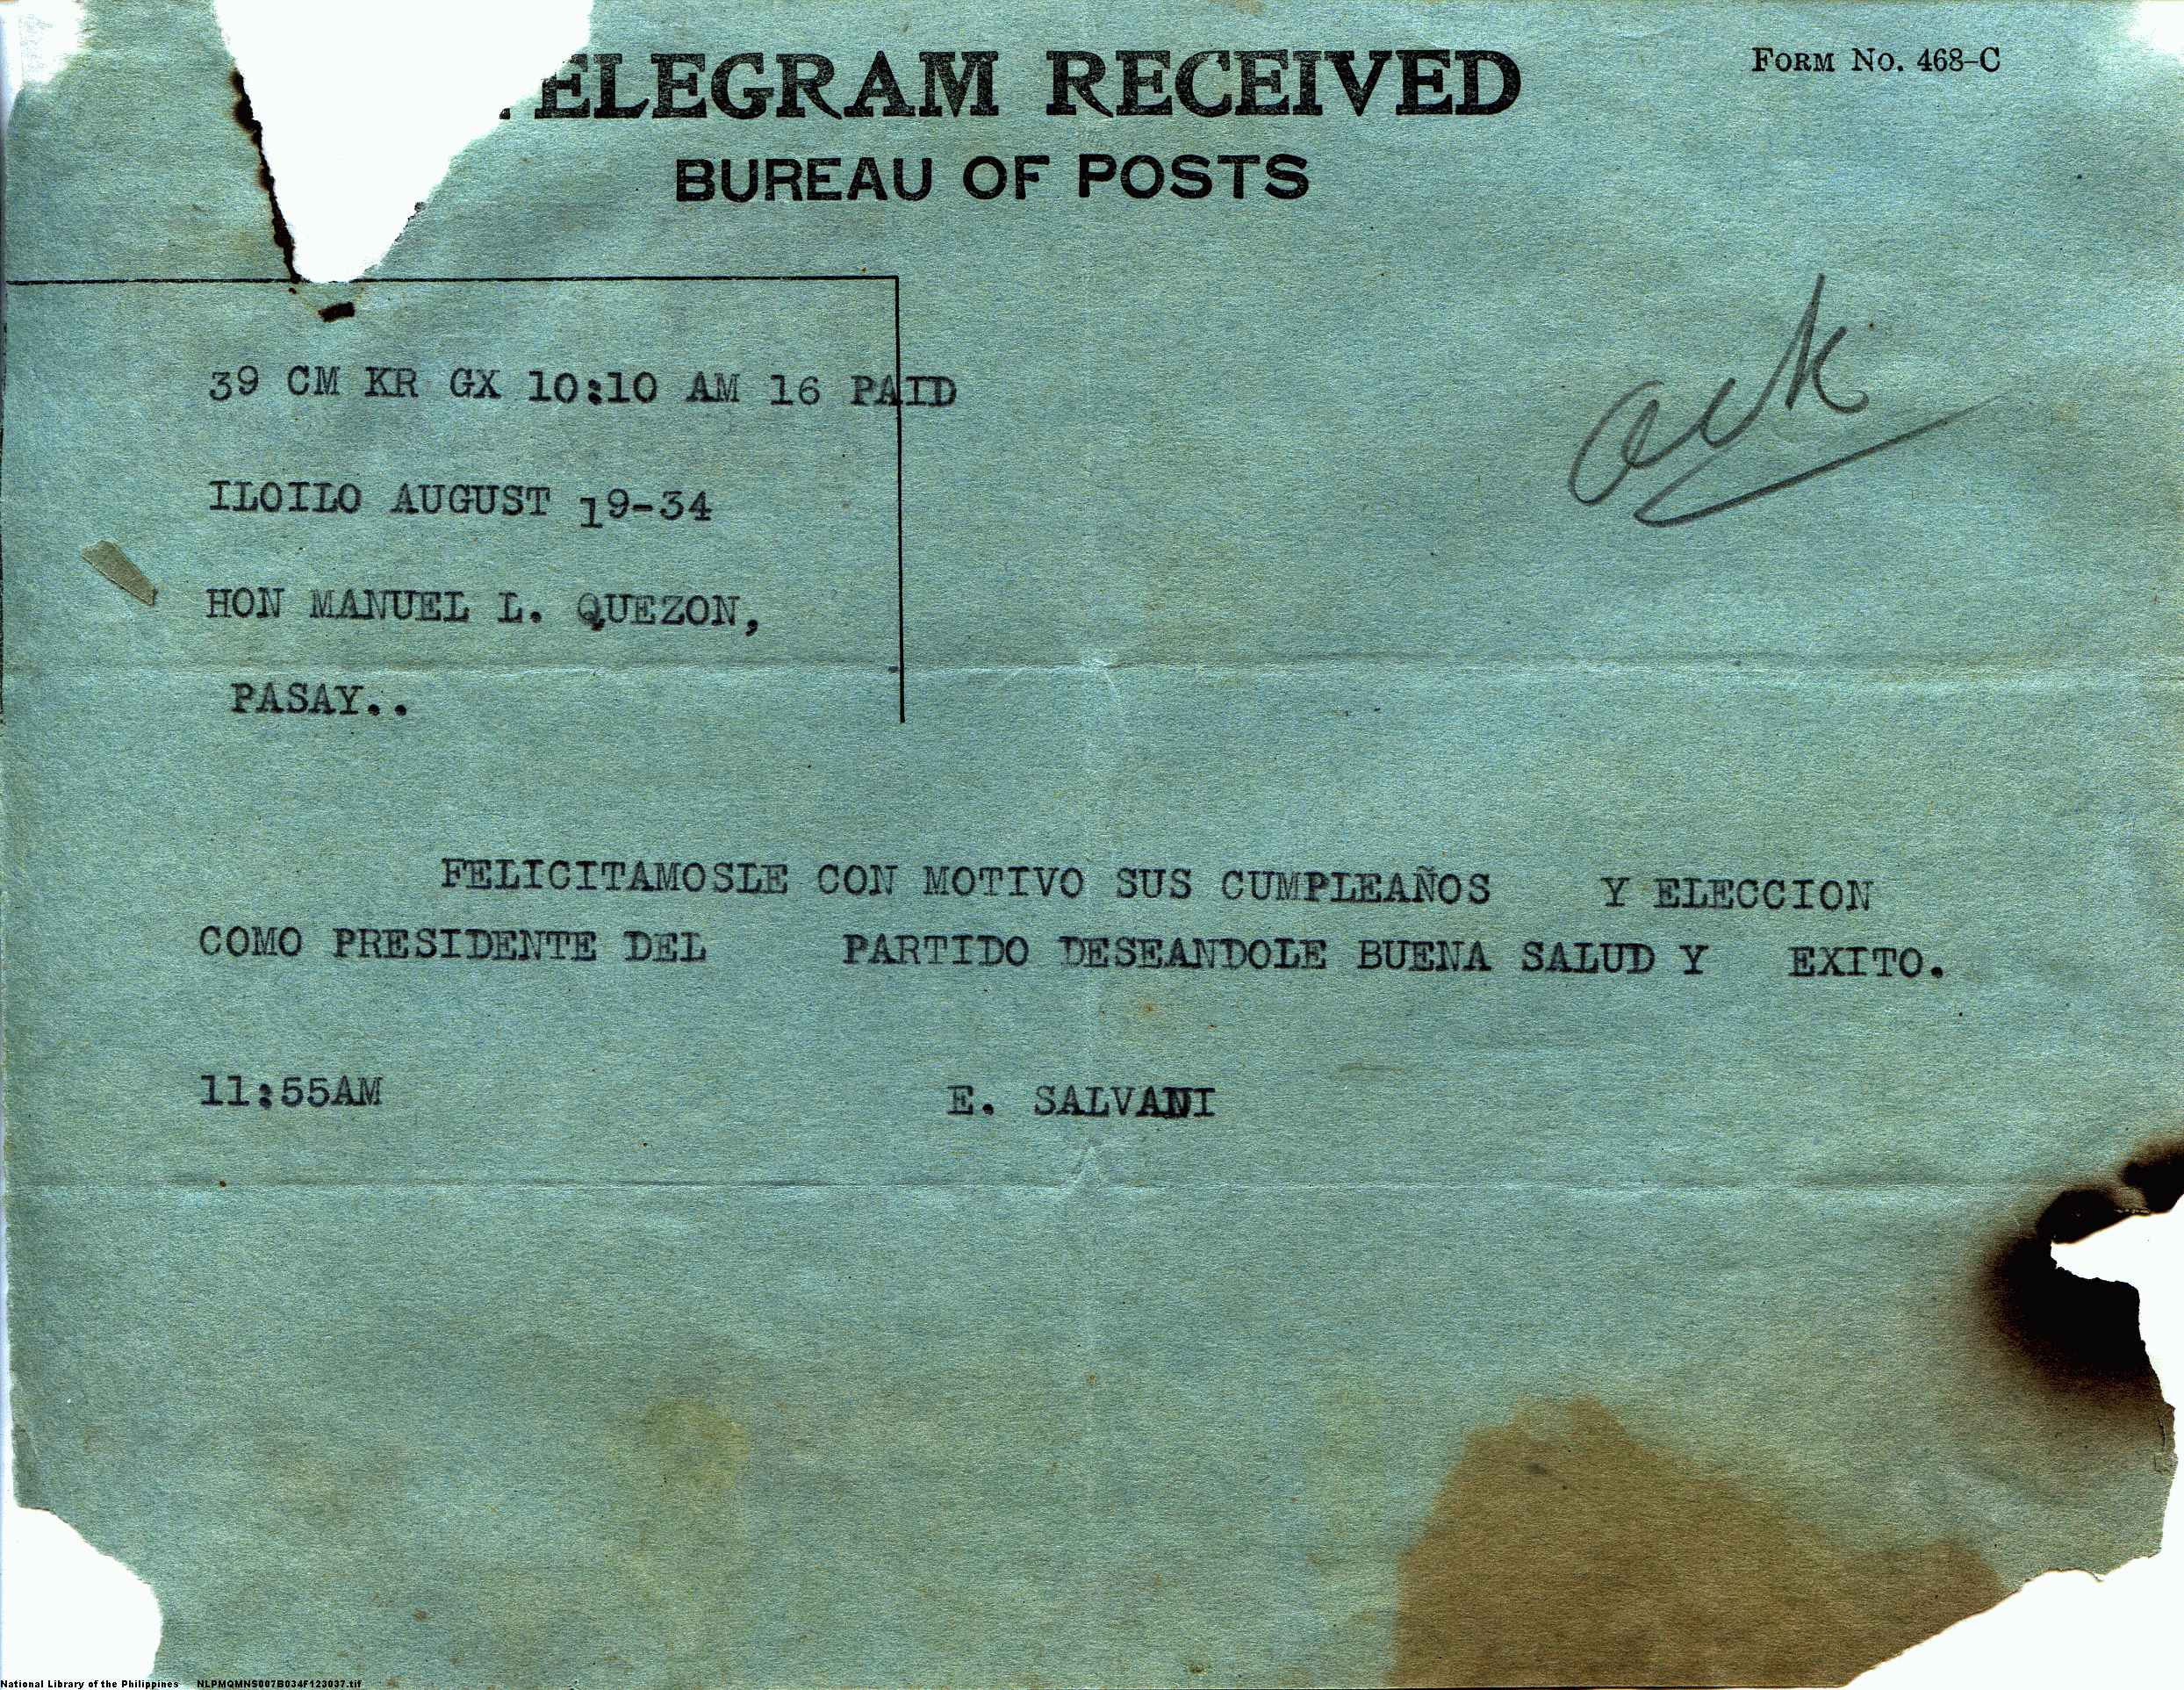 TELEGRAM RECEIVED
FORM NO. 468-C
BUREAU OF POSTS
ack
39 CM KR GX 10:10 AM 16 PAID
ILOILO AUGUST 19-34
HON MANUEL L. QUEZON,
PASAY..
FELICITAMOSLE CON MOTIVO SUS CUMPLEAÑOS Y ELECCION
COMO PRESIDENTE DEL PARTIDO DESEANDOLE BUENA SALUD Y EXITO.
11:55AM E. SALVANI
National Library of the Philippines NLPMQMNS007B034F123037.tif